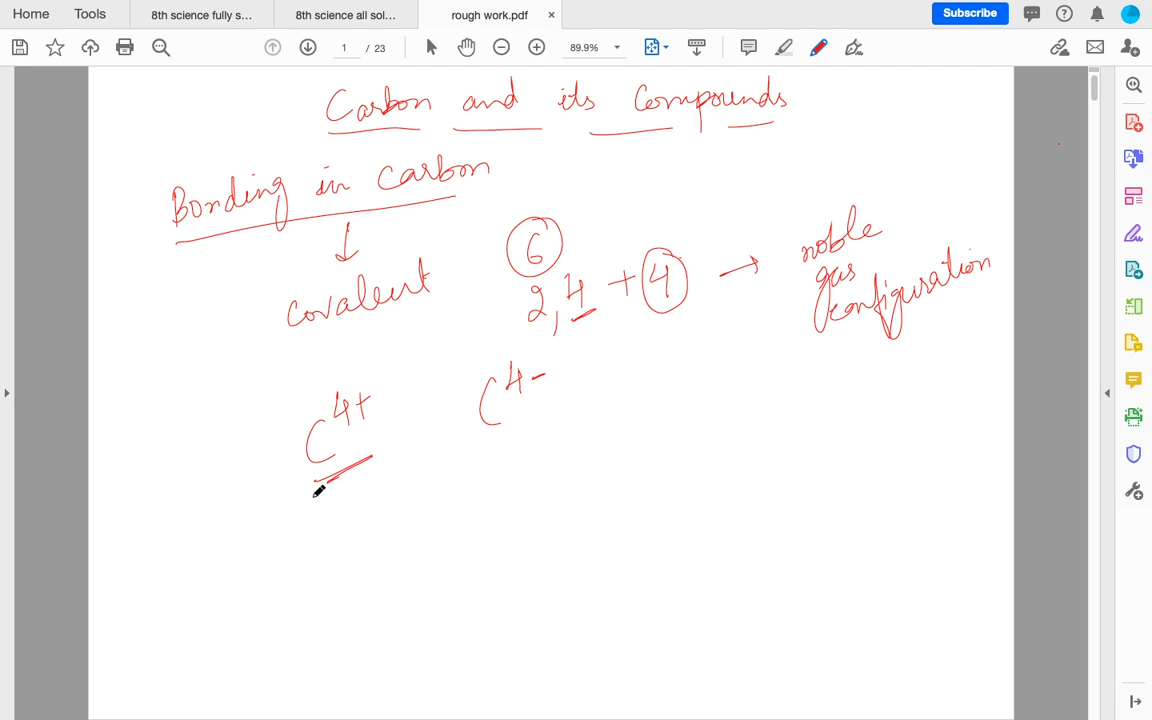 Home Tools 8th science fully s... 8th science all sol... rough work.pdf × Subscribe
1 / 23 89.9%
Carbon and its Compounds
Bonding in Carbon
covalent
6
2,4 + 4 → noble gas configuration
C4+ C4-